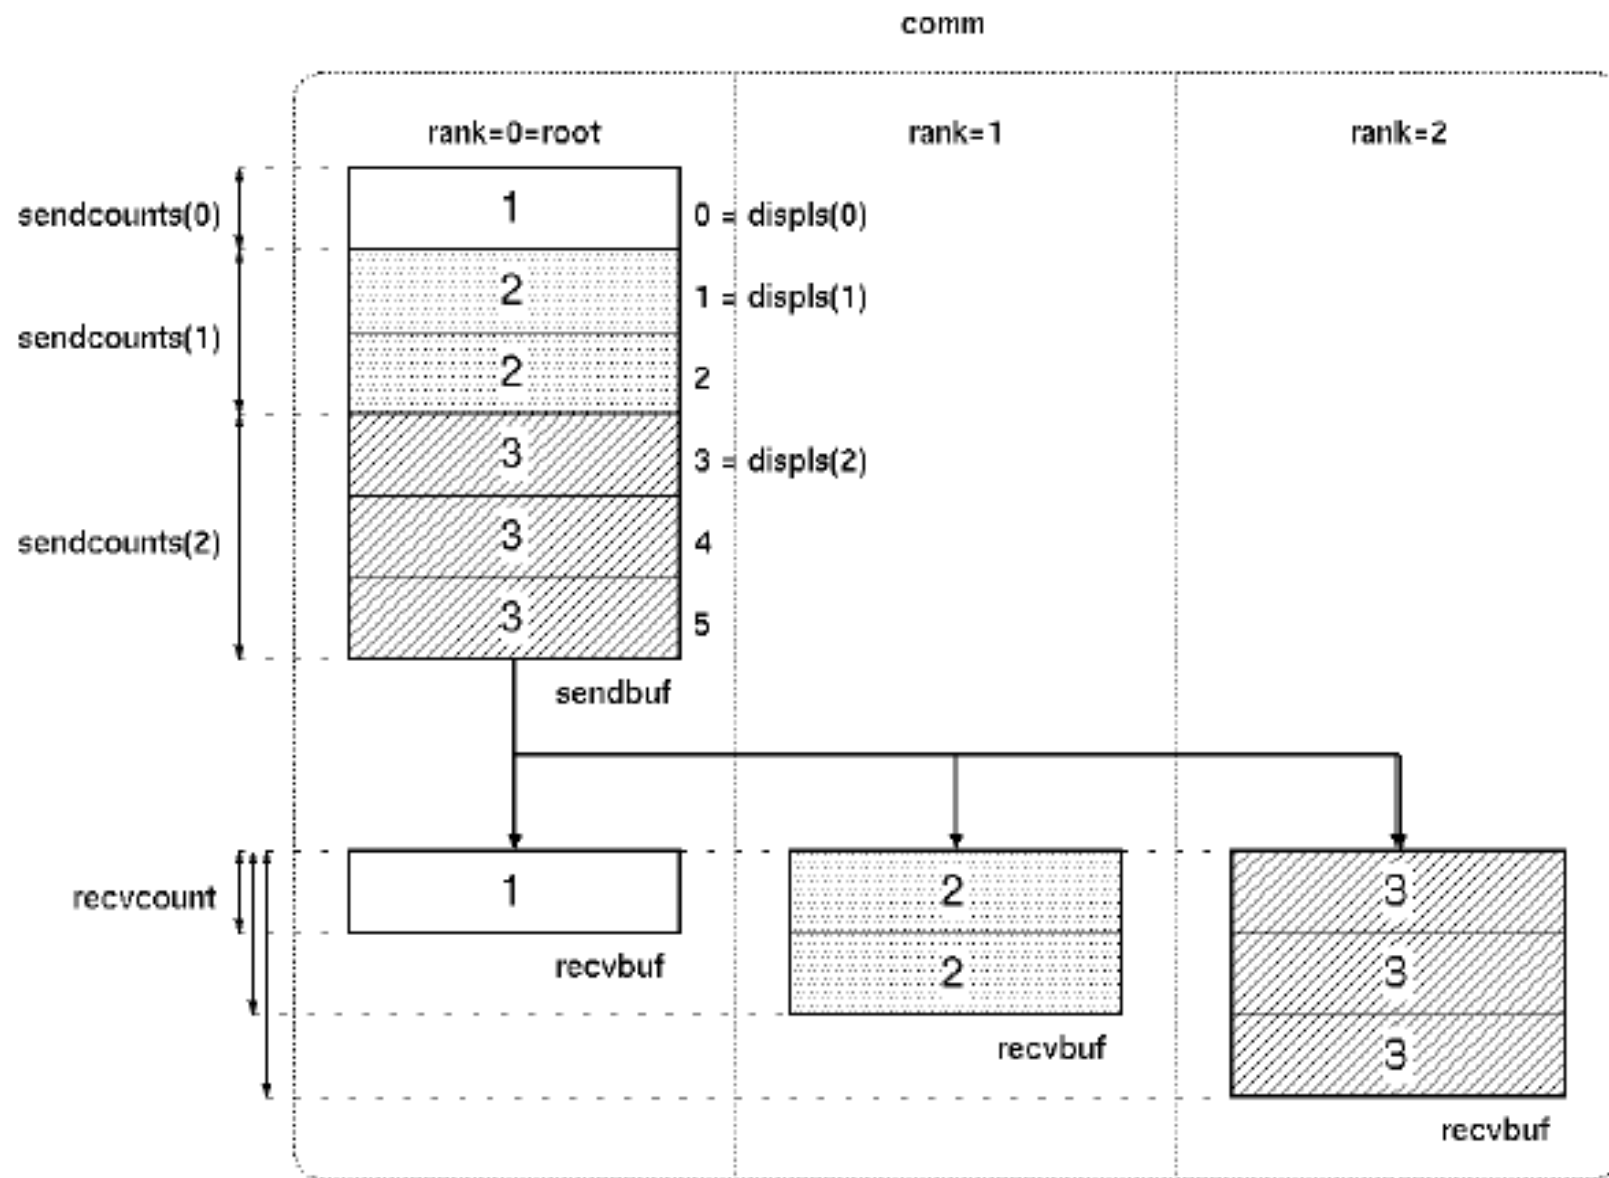 comm
rank=0=root
rank=1
rank=2
sendcounts(0)
1
0 = displs(0)
2
1 = displs(1)
sendcounts(1)
2
2
3
3 = displs(2)
sendcounts(2)
3
4
3
5
sendbuf
recvcount
1
2
3
2
3
recvbuf
3
recvbuf
recvbuf